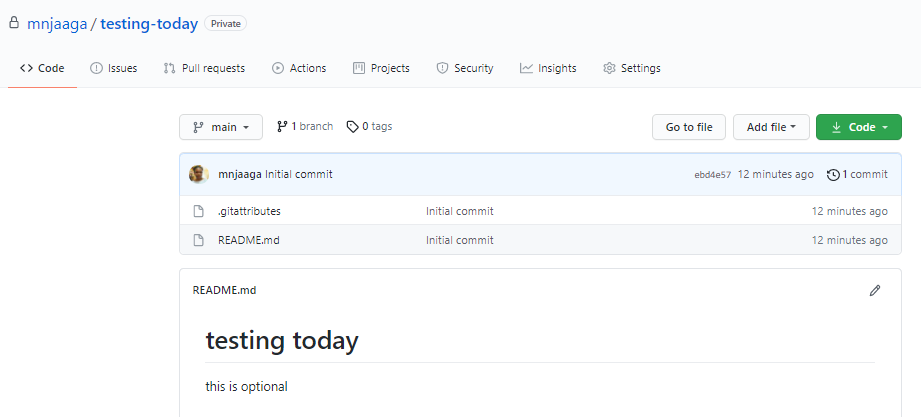 mnjaaga / testing-today Private
Code Issues Pull requests Actions Projects Security Insights Settings
main 1 branch 0 tags Go to file Add file Code
mnjaaga Initial commit ebd4e57 12 minutes ago 1 commit
.gitattributes Initial commit 12 minutes ago
README.md Initial commit 12 minutes ago
README.md
testing today
this is optional